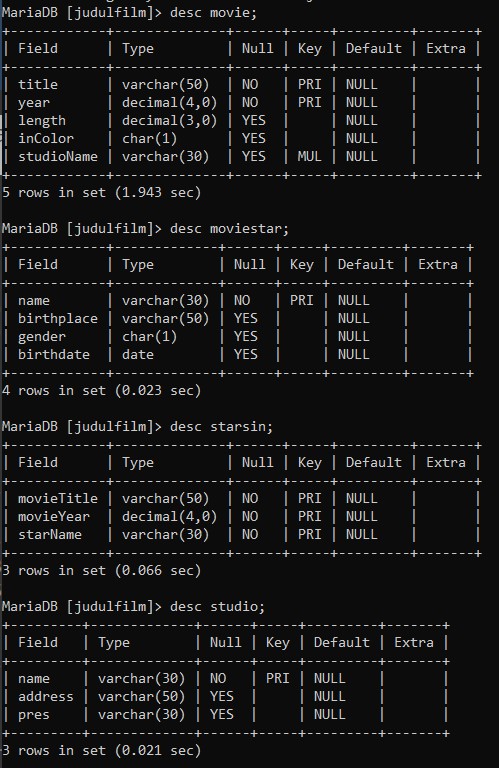 MariaDB [judulfilm]> desc movie;
+------------+--------------+------+-----+---------+-------+
| Field      | Type         | Null | Key | Default | Extra |
+------------+--------------+------+-----+---------+-------+
| title      | varchar(50)  | NO   | PRI | NULL    |       |
| year       | decimal(4,0) | NO   | PRI | NULL    |       |
| length     | decimal(3,0) | YES  |     | NULL    |       |
| inColor    | char(1)      | YES  |     | NULL    |       |
| studioName | varchar(30)  | YES  | MUL | NULL    |       |
+------------+--------------+------+-----+---------+-------+
5 rows in set (1.943 sec)
MariaDB [judulfilm]> desc moviestar;
+------------+-------------+------+-----+---------+-------+
| Field      | Type        | Null | Key | Default | Extra |
+------------+-------------+------+-----+---------+-------+
| name       | varchar(30) | NO   | PRI | NULL    |       |
| birthplace | varchar(50) | YES  |     | NULL    |       |
| gender     | char(1)     | YES  |     | NULL    |       |
| birthdate  | date        | YES  |     | NULL    |       |
+------------+-------------+------+-----+---------+-------+
4 rows in set (0.023 sec)
MariaDB [judulfilm]> desc starsin;
+------------+--------------+------+-----+---------+-------+
| Field      | Type         | Null | Key | Default | Extra |
+------------+--------------+------+-----+---------+-------+
| movieTitle | varchar(50)  | NO   | PRI | NULL    |       |
| movieYear  | decimal(4,0) | NO   | PRI | NULL    |       |
| starName   | varchar(30)  | NO   | PRI | NULL    |       |
+------------+--------------+------+-----+---------+-------+
3 rows in set (0.066 sec)
MariaDB [judulfilm]> desc studio;
+---------+-------------+------+-----+---------+-------+
| Field   | Type        | Null | Key | Default | Extra |
+---------+-------------+------+-----+---------+-------+
| name    | varchar(30) | NO   | PRI | NULL    |       |
| address | varchar(50) | YES  |     | NULL    |       |
| pres    | varchar(30) | YES  |     | NULL    |       |
+---------+-------------+------+-----+---------+-------+
3 rows in set (0.021 sec)